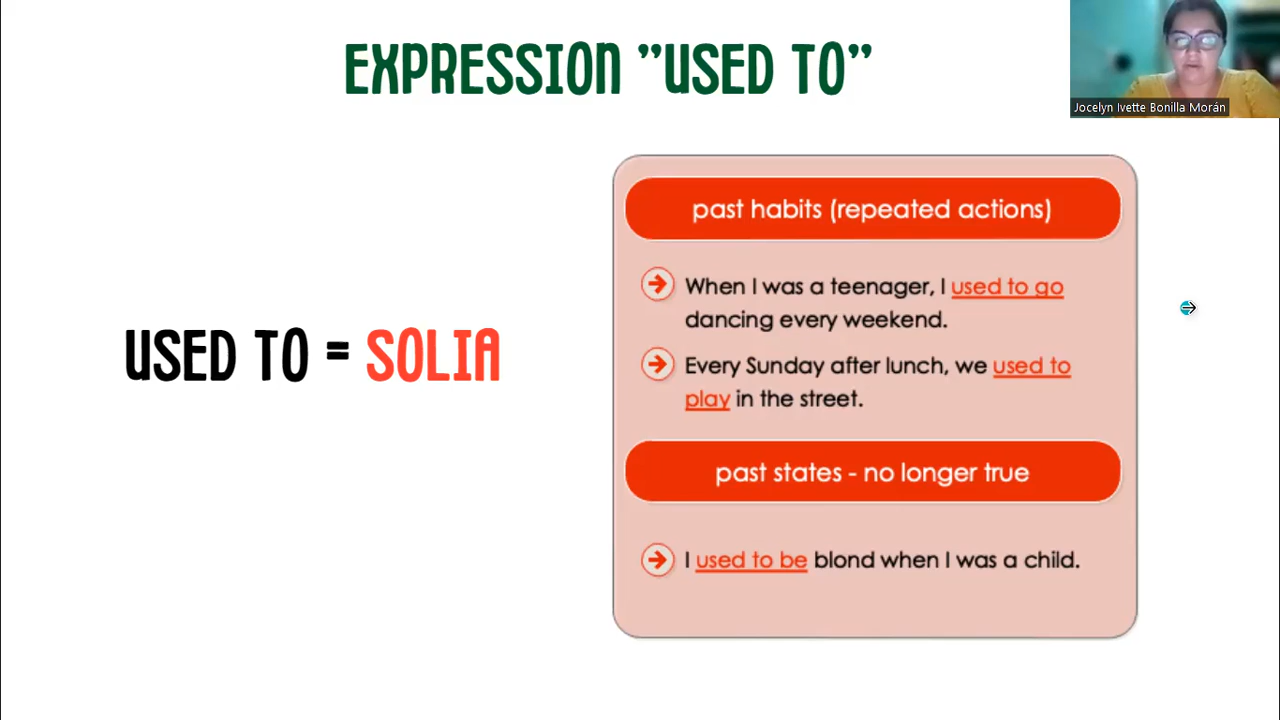 EXPRESSION "USED TO"
Jocelyn Ivette Bonilla Morán
past habits (repeated actions)
When I was a teenager, I used to go
dancing every weekend.
USED TO = SOLIA
Every Sunday after lunch, we used to
play in the street.
past states - no longer true
I used to be blond when I was a child.